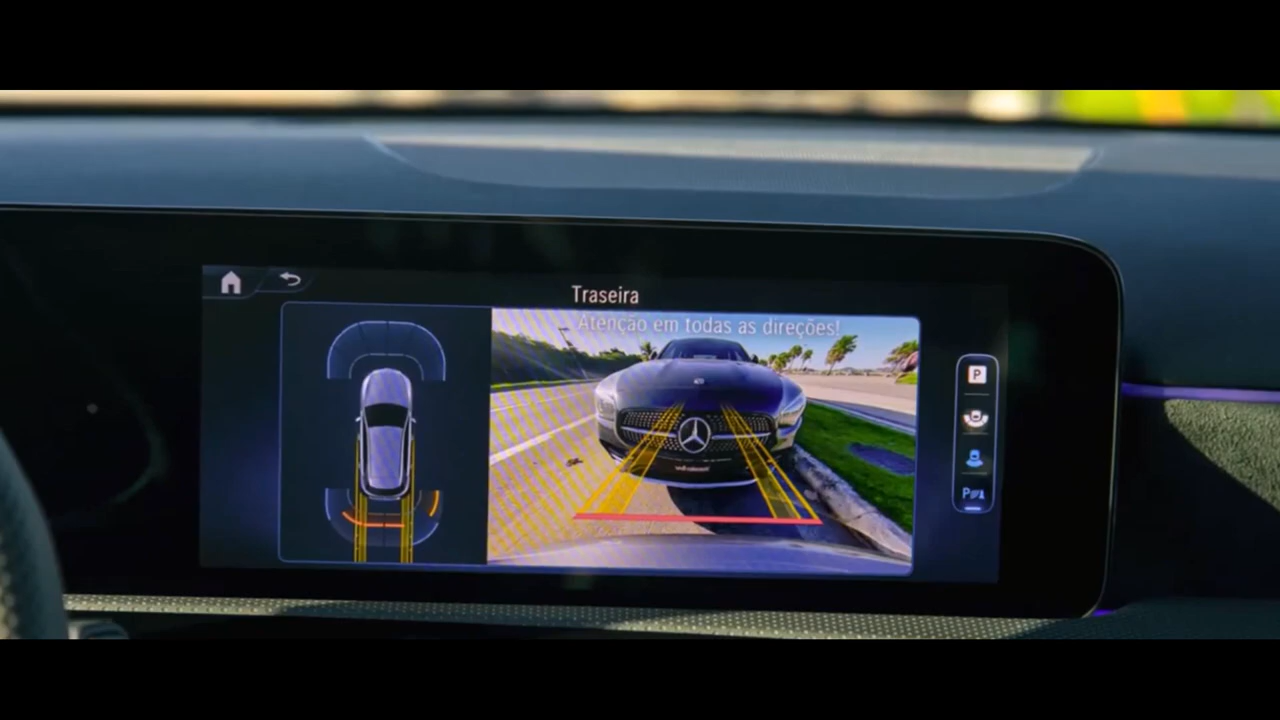 Traseira
Atenção em todas as direções!
P
P